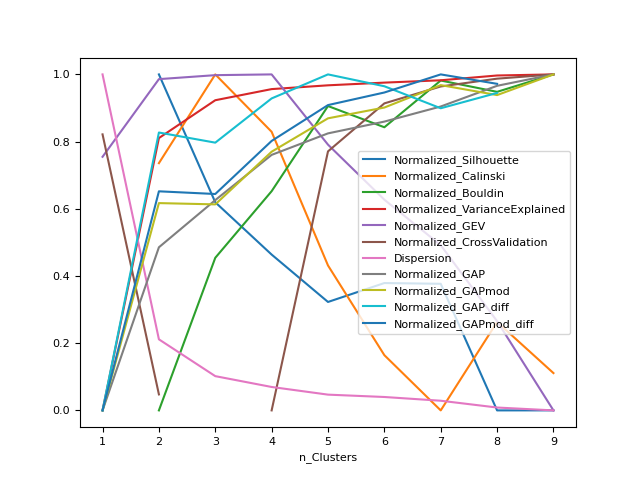 1.0
0.8
0.6
0.4
0.2
0.0
Normalized_Silhouette
Normalized_Calinski
Normalized_Bouldin
Normalized_VarianceExplained
Normalized_GEV
Normalized_CrossValidation
Dispersion
Normalized_GAP
Normalized_GAPmod
Normalized_GAP_diff
Normalized_GAPmod_diff
1 2 3 4 5 6 7 8 9
n_Clusters